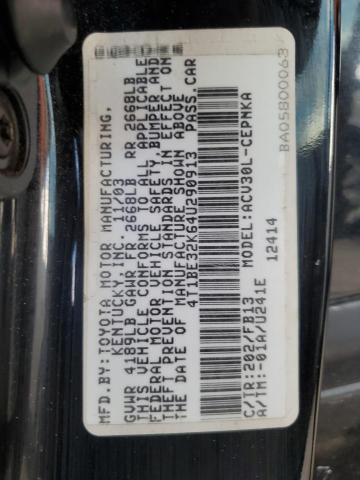 MFD.BY:TOYOTA MOTOR MANUFACTURING,
KENTUCKY, INC. 11/03
GVWR 4189LB GAWR FR 2668LB RR 2668LB
THIS VEHICLE CONFORMS TO ALL APPLICABLE
FEDERAL MOTOR VEHICLE SAFETY, BUMPER AND
THEFT PREVENTION STANDARDS IN EFFECT ON
THE DATE OF MANUFACTURE SHOWN ABOVE.
4T1BE32K64U290913 PASS. CAR
C/TR:202/FB13 MODEL:ACV30L-CEPNKA
A/TM:-01A/U241E 12414
BA05800063